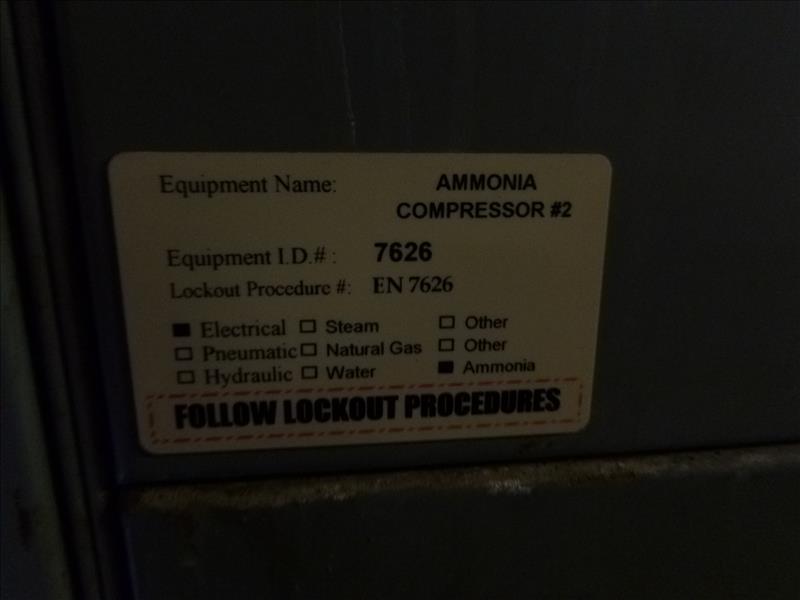 Equipment Name: AMMONIA
COMPRESSOR #2
Equipment I.D.# : 7626
Lockout Procedure #: EN 7626
■ Electrical □ Steam □ Other
□ Pneumatic □ Natural Gas □ Other
□ Hydraulic □ Water ■ Ammonia
FOLLOW LOCKOUT PROCEDURES